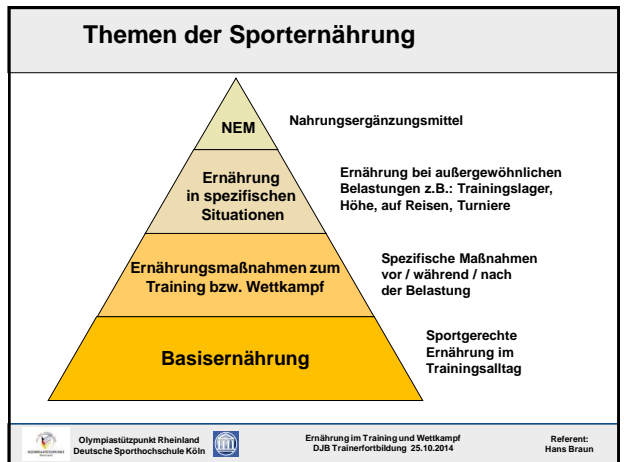 Themen der Sporternährung
NEM
Nahrungsergänzungsmittel
Ernährung
in spezifischen
Situationen
Ernährung bei außergewöhnlichen
Belastungen z.B.: Trainingslager,
Höhe, auf Reisen, Turniere
Ernährungsmaßnahmen zum
Training bzw. Wettkampf
Spezifische Maßnahmen
vor / während / nach
der Belastung
Basisernährung
Sportgerechte
Ernährung im
Trainingsalltag
Olympiastützpunkt Rheinland
Deutsche Sporthochschule Köln
Ernährung im Training und Wettkampf
DJB Trainerfortbildung 25.10.2014
Referent:
Hans Braun